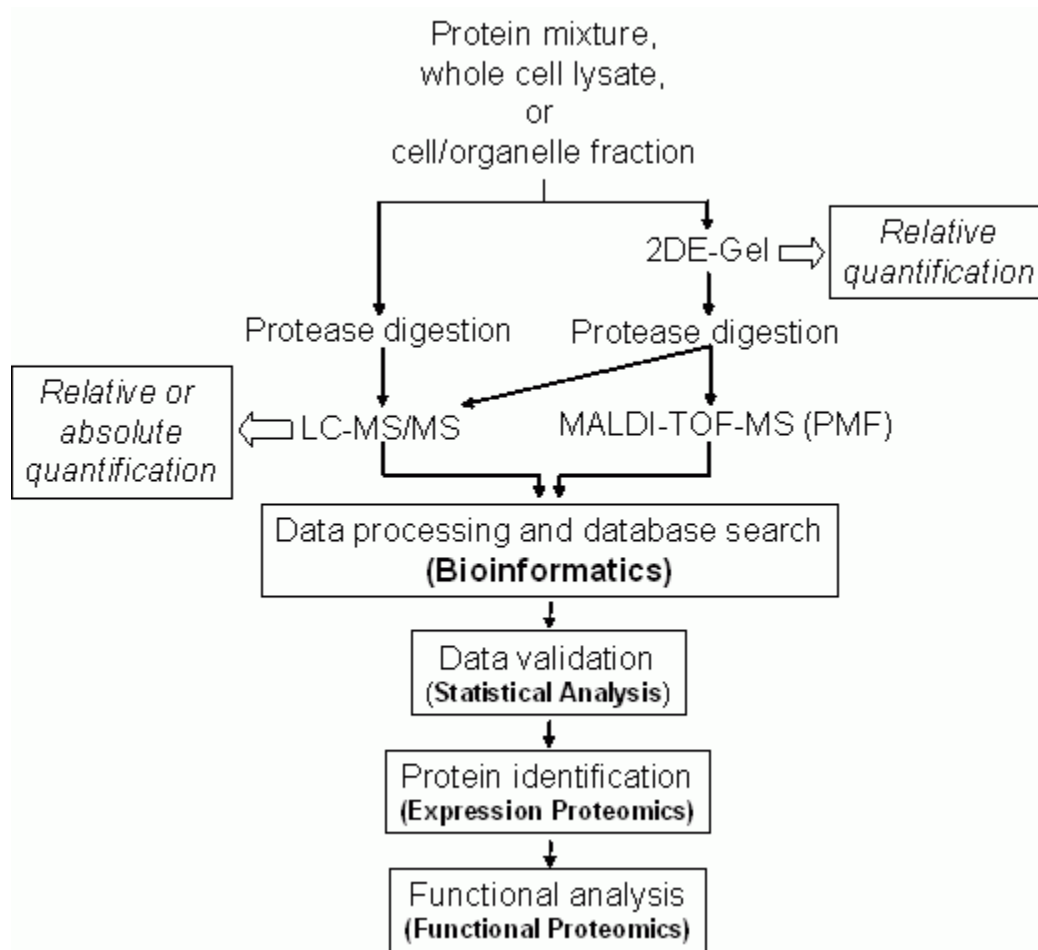 Protein mixture,
whole cell lysate,
or
cell/organelle fraction
2DE-Gel
Relative
quantification
Protease digestion
Protease digestion
Relative or
absolute
quantification
LC-MS/MS
MALDI-TOF-MS (PMF)
Data processing and database search
(Bioinformatics)
Data validation
(Statistical Analysis)
Protein identification
(Expression Proteomics)
Functional analysis
(Functional Proteomics)